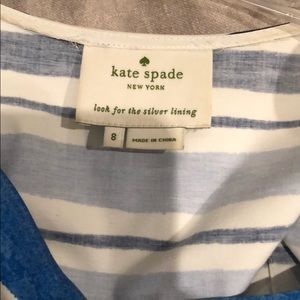 kate spade
NEW YORK
look for the silver lining
8
MADE IN CHINA